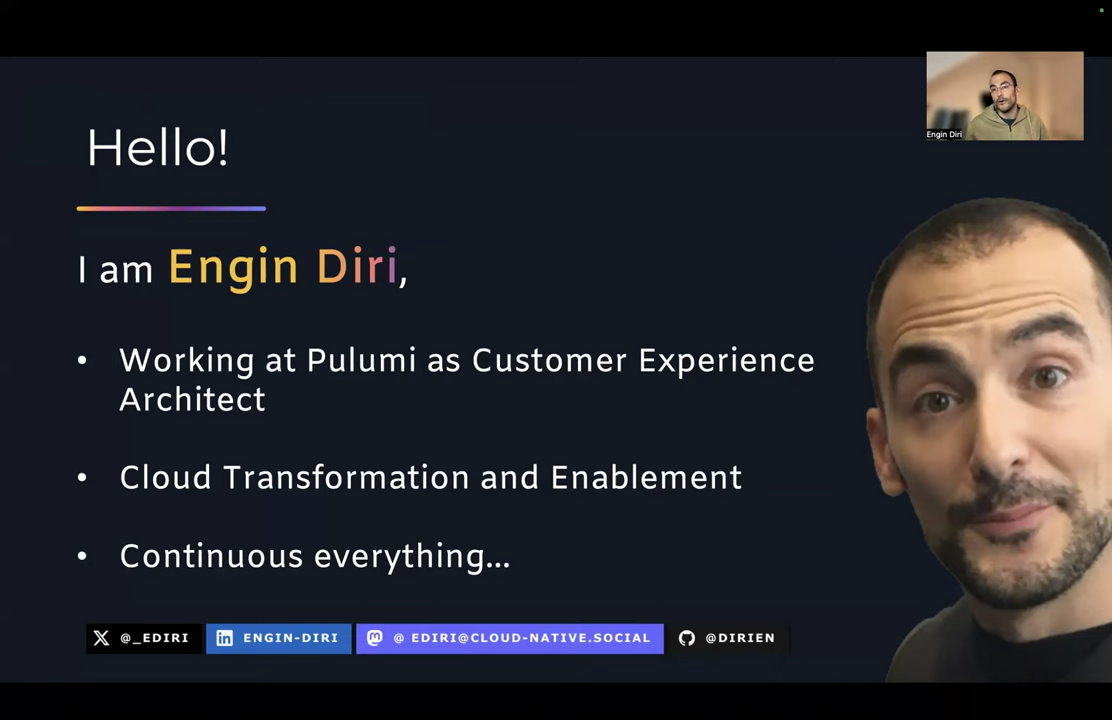 Engin Diri
Hello!
I am Engin Diri,
• Working at Pulumi as Customer Experience
Architect
• Cloud Transformation and Enablement
• Continuous everything...
@_EDIRI
ENGIN-DIRI
@ EDIRI@CLOUD-NATIVE.SOCIAL
@DIRIEN